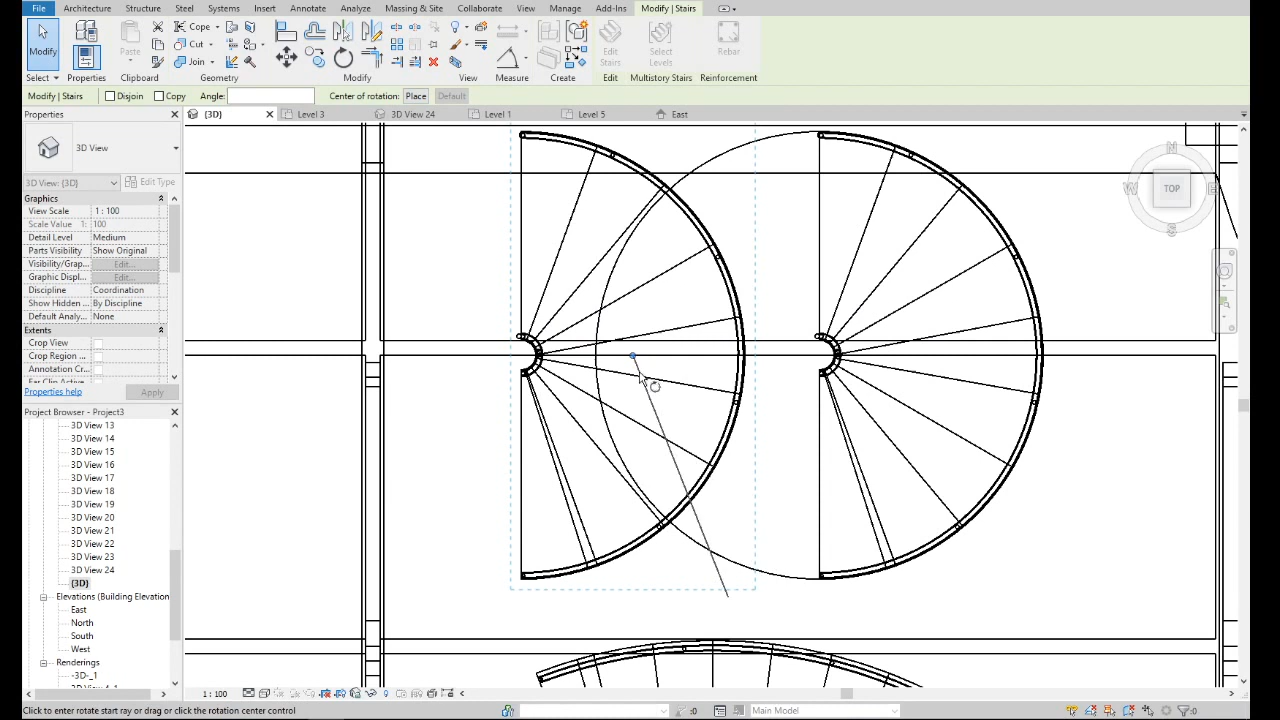 File Architecture Structure Steel Systems Insert Annotate Analyze Massing & Site Collaborate View Manage Add-Ins Modify | Stairs
Modify Paste Cope Cut Join Edit Stairs Select Levels Rebar
Select Properties Clipboard Geometry Modify View Measure Create Edit Multistory Stairs Reinforcement
Modify | Stairs Disjoin Copy Angle: Center of rotation: Place Default
Properties
{3D} Level 3 3D View 24 Level 1 Level 5 East
3D View
3D View: {3D} Edit Type
Graphics
View Scale 1 : 100
Scale Value 1: 100
Detail Level Medium
Parts Visibility Show Original
Visibility/Grap... Edit...
Graphic Displ... Edit...
Discipline Coordination
Show Hidden ... By Discipline
Default Analy... None
Extents
Crop View
Crop Region ...
Annotation Cr...
Far Clip Active
Properties help Apply
Project Browser - Project3
3D View 13
3D View 14
3D View 15
3D View 16
3D View 17
3D View 18
3D View 19
3D View 20
3D View 21
3D View 22
3D View 23
3D View 24
{3D}
Elevations (Building Elevation
East
North
South
West
Renderings
-3D-_1
N
W TOP E
S
1 : 100
Click to enter rotate start ray or drag or click the rotation center control :0 Main Model :0